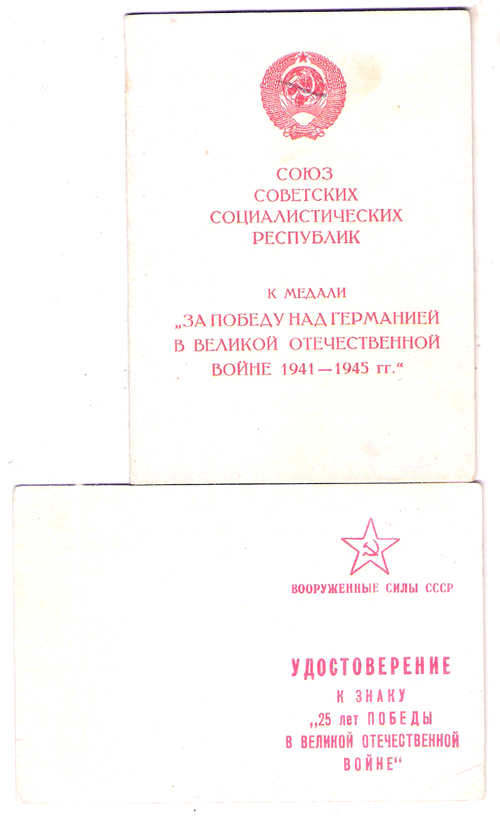 СОЮЗ
СОВЕТСКИХ
СОЦИАЛИСТИЧЕСКИХ
РЕСПУБЛИК
К МЕДАЛИ
„ЗА ПОБЕДУ НАД ГЕРМАНИЕЙ
В ВЕЛИКОЙ ОТЕЧЕСТВЕННОЙ
ВОЙНЕ 1941—1945 гг.“
ВООРУЖЕННЫЕ СИЛЫ СССР
УДОСТОВЕРЕНИЕ
К ЗНАКУ
„25 лет ПОБЕДЫ
В ВЕЛИКОЙ ОТЕЧЕСТВЕННОЙ
ВОЙНЕ“